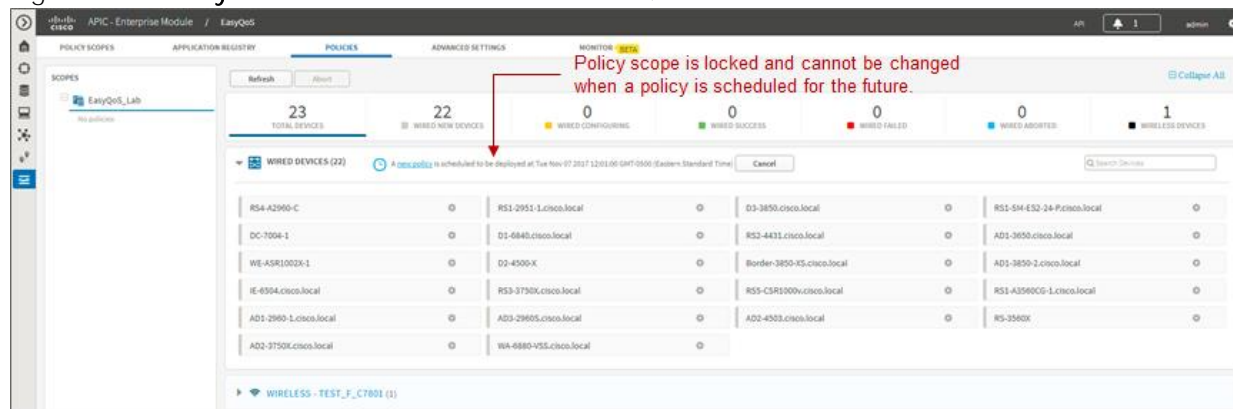 cisco APIC - Enterprise Module / EasyQoS API 1 admin
POLICY SCOPES APPLICATION REGISTRY POLICIES ADVANCED SETTINGS MONITOR BETA
Policy scope is locked and cannot be changed
when a policy is scheduled for the future.
SCOPES
EasyQoS_Lab
No policies
Refresh Abort Collapse All
23 22 0 0 0 0 1
TOTAL DEVICES WIRED NEW DEVICES WIRED CONFIGURING WIRED SUCCESS WIRED FAILED WIRED ABORTED WIRELESS DEVICES
WIRED DEVICES (22) A new policy is scheduled to be deployed at Tue Nov 07 2017 12:01:00 GMT-0500 (Eastern Standard Time) Cancel Search Devices
RS4-A2960-C RS1-2951-1.cisco.local D3-3850.cisco.local RS1-SM-ES2-24-P.cisco.local
DC-7004-1 D1-6840.cisco.local RS2-4431.cisco.local AD1-3650.cisco.local
WE-ASR1002X-1 D2-4500-X Border-3850-XS.cisco.local AD1-3850-2.cisco.local
IE-6504.cisco.local RS3-3750X.cisco.local RS5-CSR1000v.cisco.local RS1-A3560CG-1.cisco.local
AD1-2960-1.cisco.local AD3-2960S.cisco.local AD2-4503.cisco.local RS-3560X
AD2-3750X.cisco.local WA-6880-VSS.cisco.local
WIRELESS - TEST_F_C7601 (1)